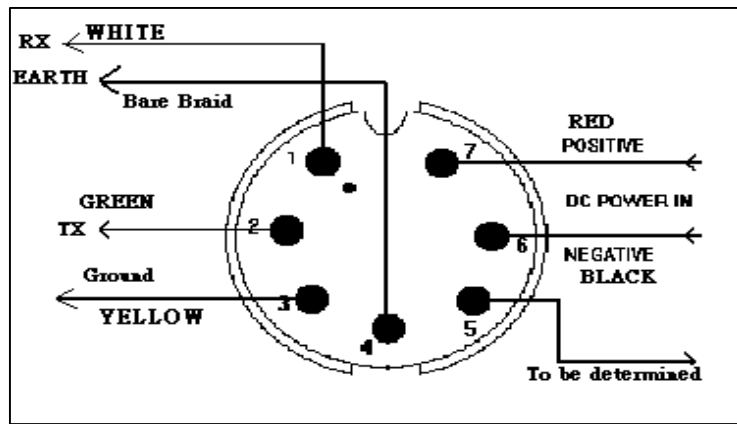 RX WHITE
EARTH
Bare Braid
RED
POSITIVE
1
7
GREEN
DC POWER IN
TX
2
6
NEGATIVE
Ground
BLACK
3
YELLOW
5
4
To be determined